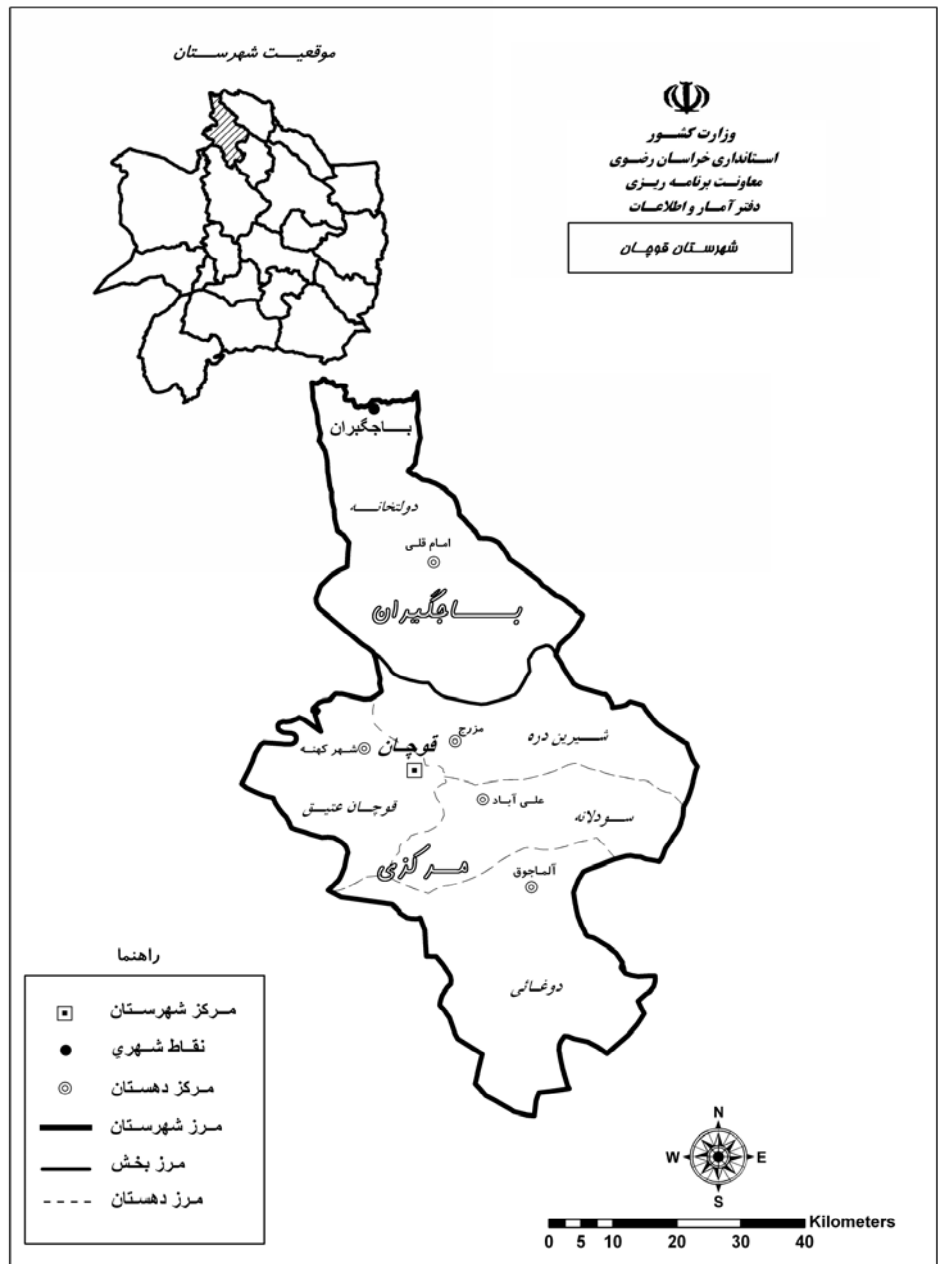 موقعیت شهرستان
وزارت کشور
استانداری خراسان رضوی
معاونت برنامه ریزی
دفتر آمار و اطلاعات
شهرستان قوچان
باجگیران
دولتخانه
امام قلی
باجگیران
شیرین دره
مزرج
قوچان
شهر کهنه
علی آباد
سودلانه
قوچان عتیق
مرکزی
آلماجوق
دوغائی
راهنما
مرکز شهرستان
نقاط شهري
مرکز دهستان
مرز شهرستان
مرز بخش
مرز دهستان
N
W E
S
Kilometers
0 5 10 20 30 40